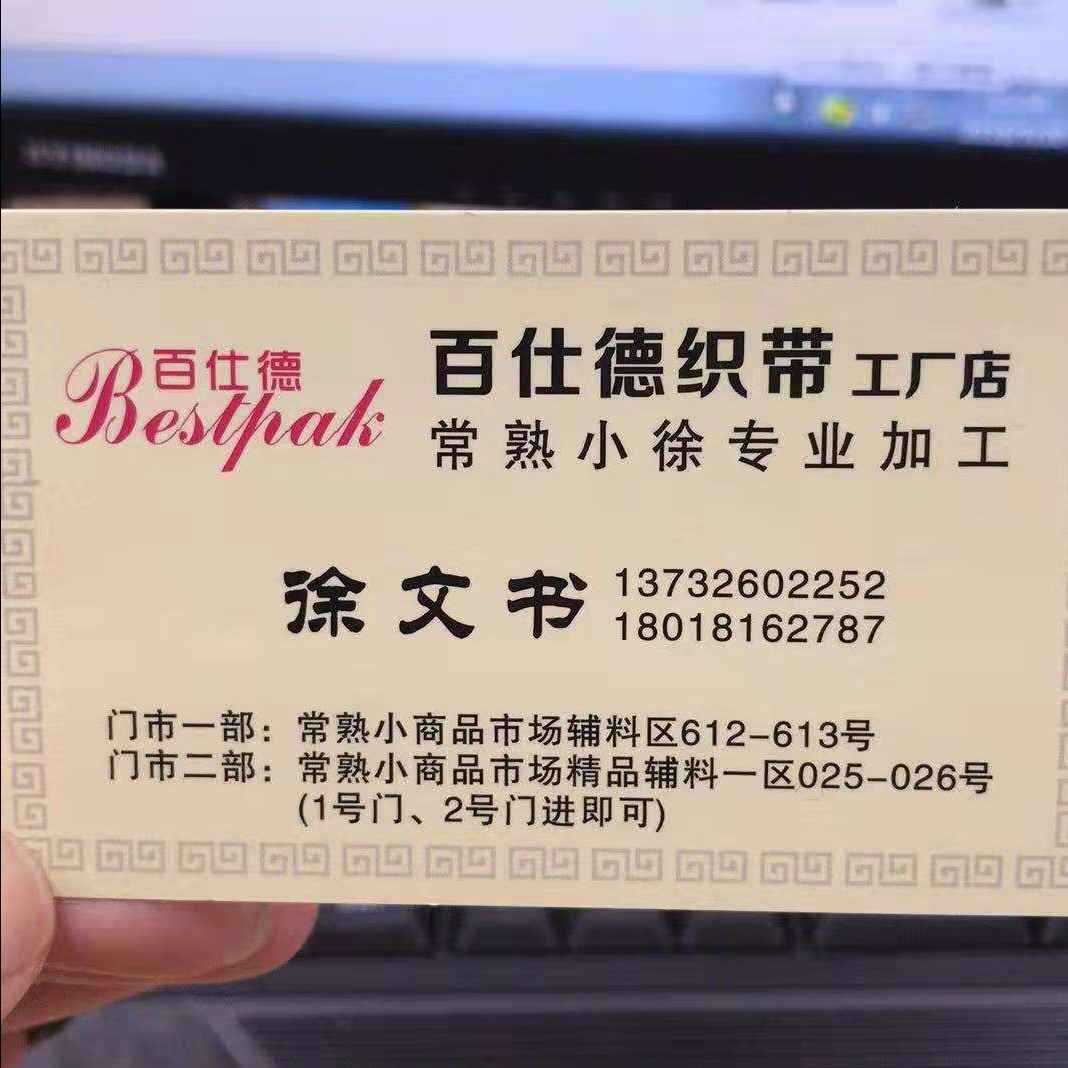 百仕德
Bestpak
百仕德织带工厂店
常熟小徐专业加工
徐文书
13732602252
18018162787
门市一部：常熟小商品市场辅料区612-613号
门市二部：常熟小商品市场精品辅料一区025-026号
(1号门、2号门进即可)